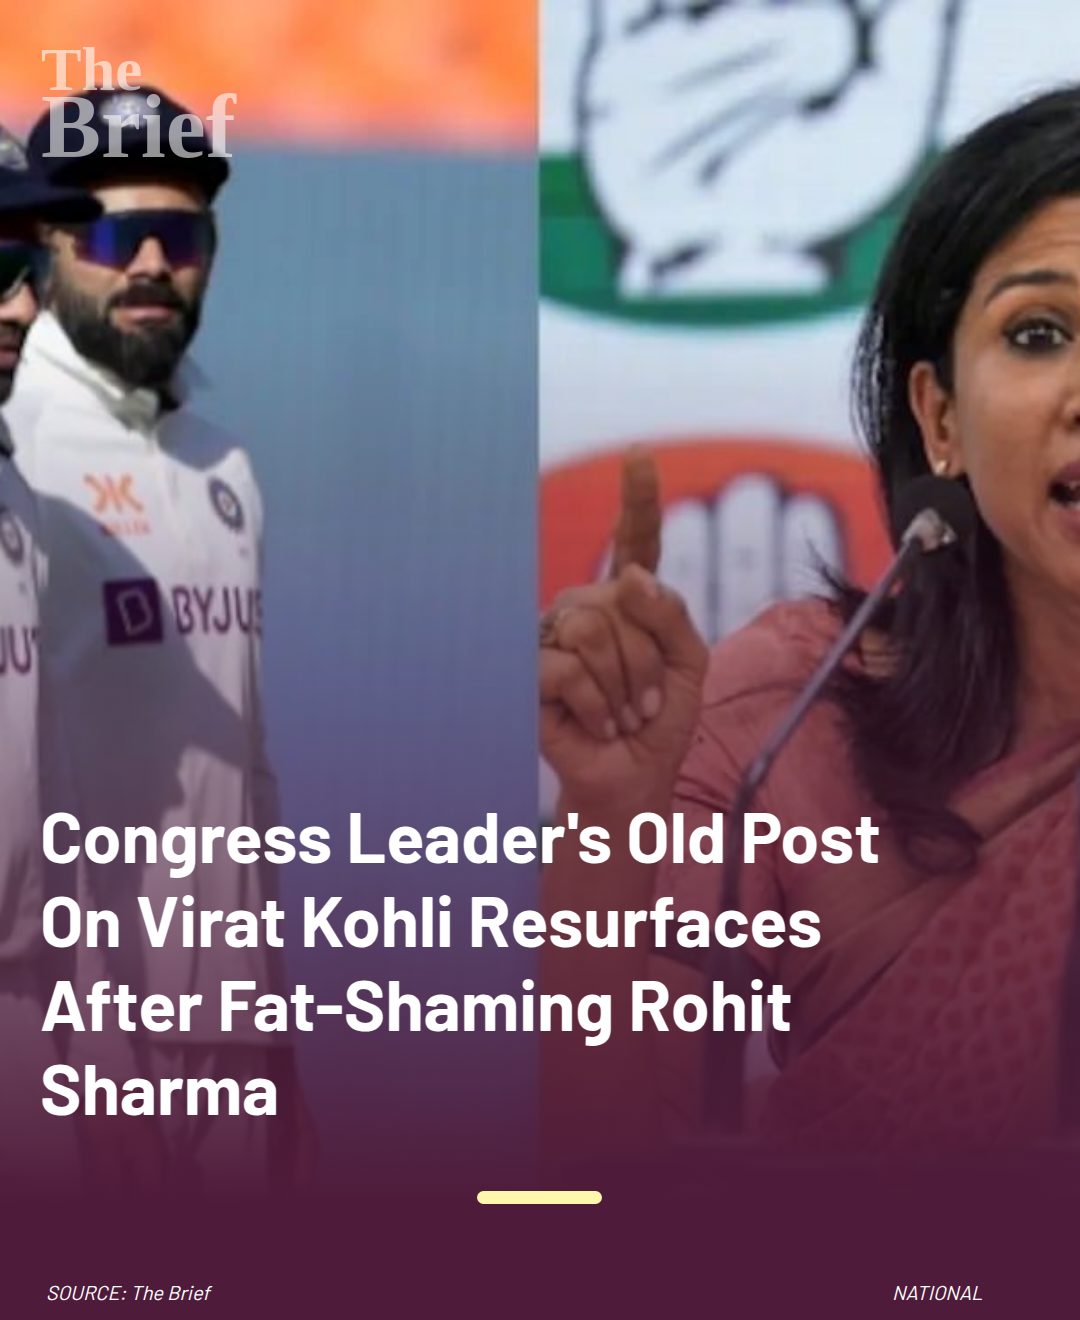 The
Brief
BYJU'S
JU'
Congress Leader's Old Post
On Virat Kohli Resurfaces
After Fat-Shaming Rohit
Sharma
SOURCE: The Brief
NATIONAL